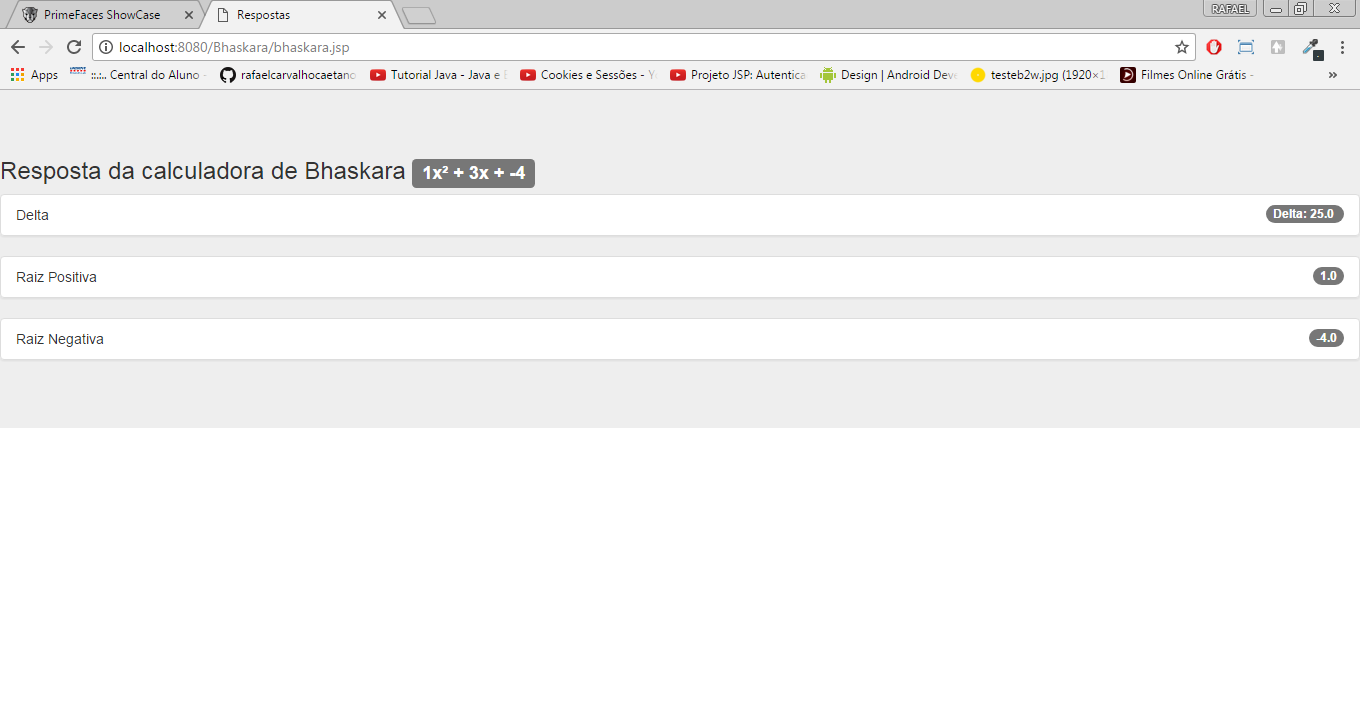 PrimeFaces ShowCase
Respostas
RAFAEL
localhost:8080/Bhaskara/bhaskara.jsp
Apps
::.:.. Central do Aluno -
rafaelcarvalhocaetano
Tutorial Java - Java e
Cookies e Sessões - Y
Projeto JSP: Autentica
Design | Android Deve
testeb2w.jpg (1920×1
Filmes Online Grátis -
»
Resposta da calculadora de Bhaskara 1x² + 3x + -4
Delta
Delta: 25.0
Raiz Positiva
1.0
Raiz Negativa
-4.0